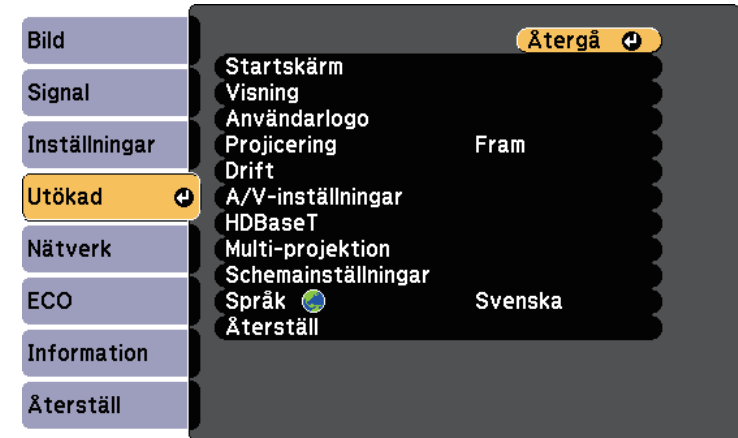 Bild
Signal
Inställningar
Utökad
Nätverk
ECO
Information
Återställ
Återgå
Startskärm
Visning
Användarlogo
Projicering Fram
Drift
A/V-inställningar
HDBaseT
Multi-projektion
Schemainställningar
Språk Svenska
Återställ